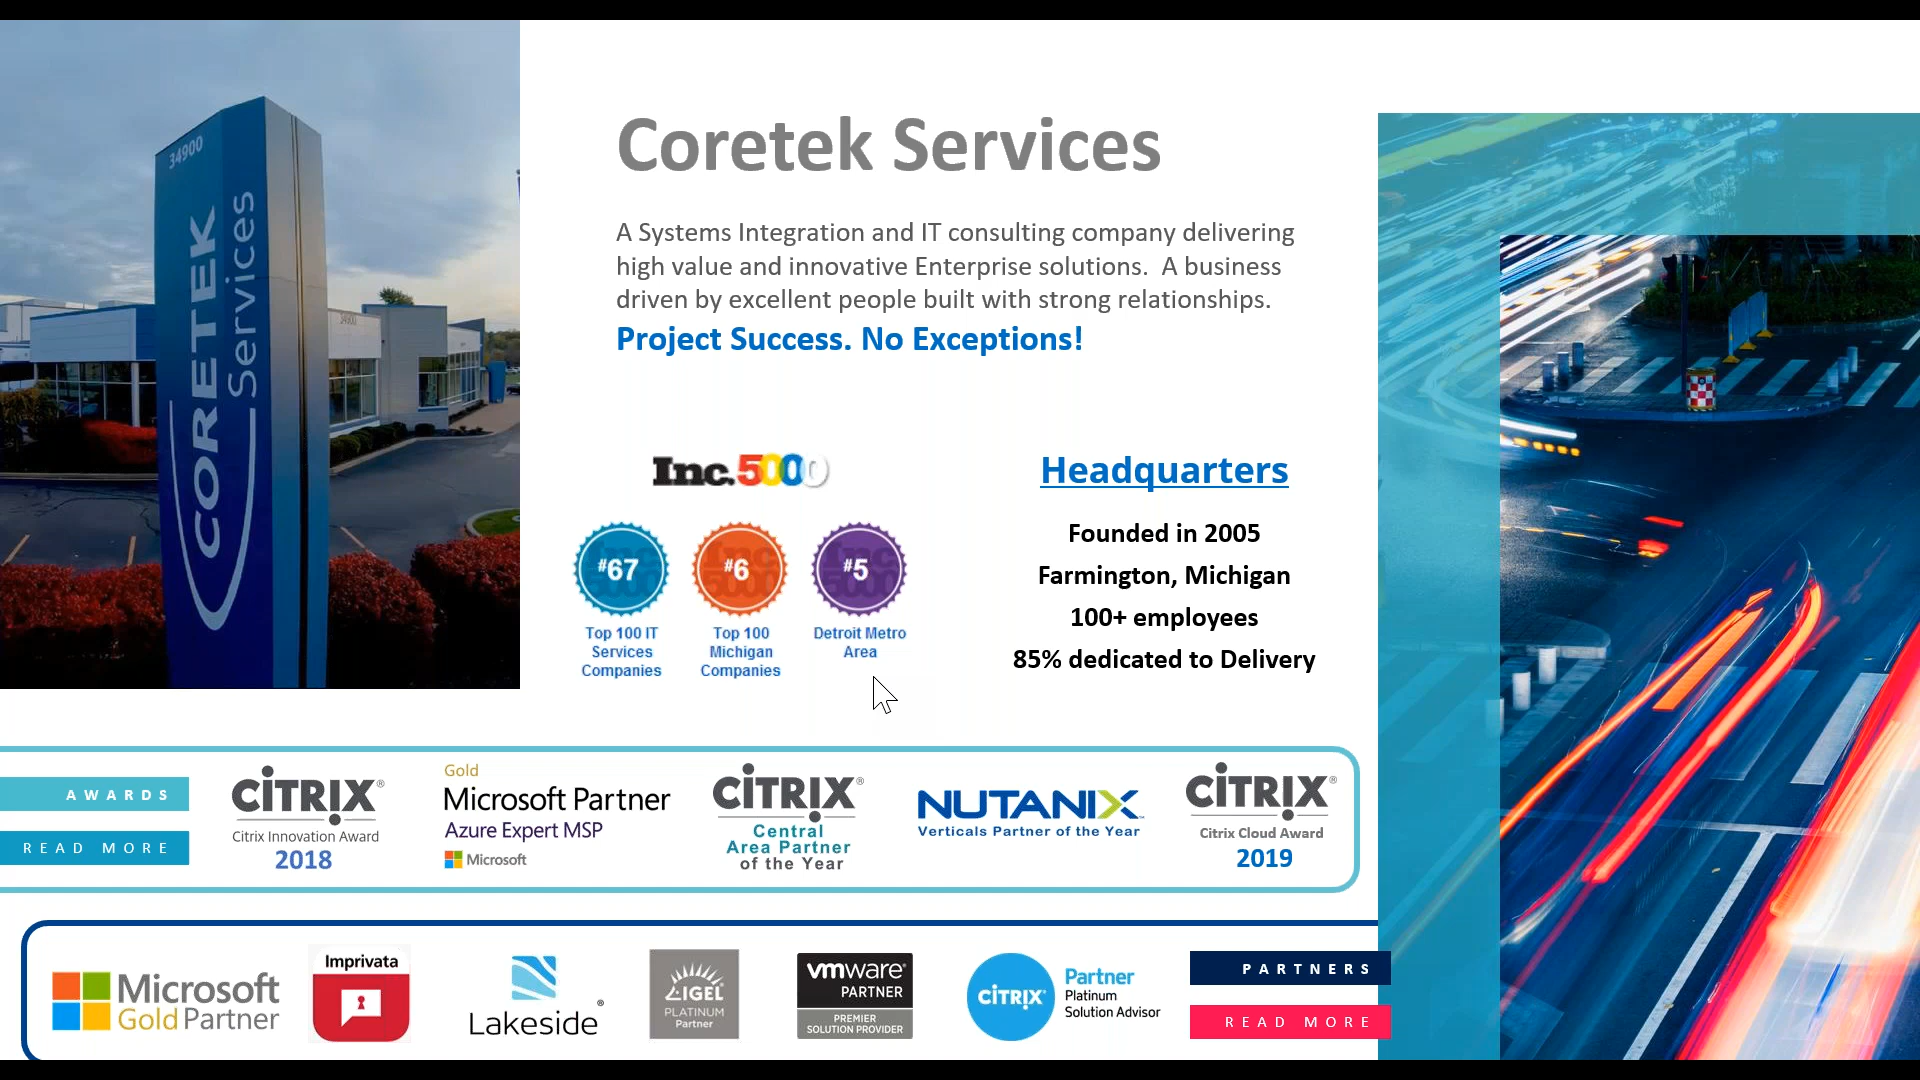 34900
CORETEK
Services
34900
Coretek Services
A Systems Integration and IT consulting company delivering
high value and innovative Enterprise solutions.  A business
driven by excellent people built with strong relationships.
Project Success. No Exceptions!
Inc.5000
#67
Top 100 IT
Services
Companies
#6
Top 100
Michigan
Companies
#5
Detroit Metro
Area
Headquarters
Founded in 2005
Farmington, Michigan
100+ employees
85% dedicated to Delivery
AWARDS
READ MORE
CiTRIX®
Citrix Innovation Award
2018
Gold
Microsoft Partner
Azure Expert MSP
Microsoft
CiTRIX®
Central
Area Partner
of the Year
NUTANIX™
Verticals Partner of the Year
CiTRIX®
Citrix Cloud Award
2019
Microsoft
Gold Partner
Imprivata
Lakeside®
IGEL
PLATINUM
Partner
vmware®
PARTNER
PREMIER
SOLUTION PROVIDER
CiTRIX®
Partner
Platinum
Solution Advisor
PARTNERS
READ MORE